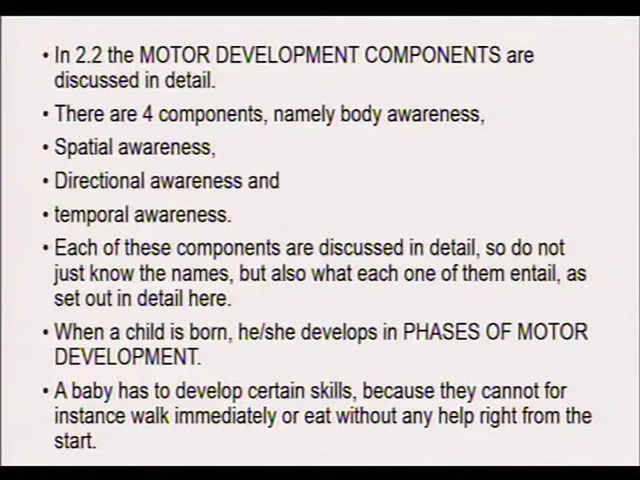 • In 2.2 the MOTOR DEVELOPMENT COMPONENTS are
discussed in detail.
• There are 4 components, namely body awareness,
• Spatial awareness,
• Directional awareness and
• temporal awareness.
• Each of these components are discussed in detail, so do not
just know the names, but also what each one of them entail, as
set out in detail here.
• When a child is born, he/she develops in PHASES OF MOTOR
DEVELOPMENT.
• A baby has to develop certain skills, because they cannot for
instance walk immediately or eat without any help right from the
start.